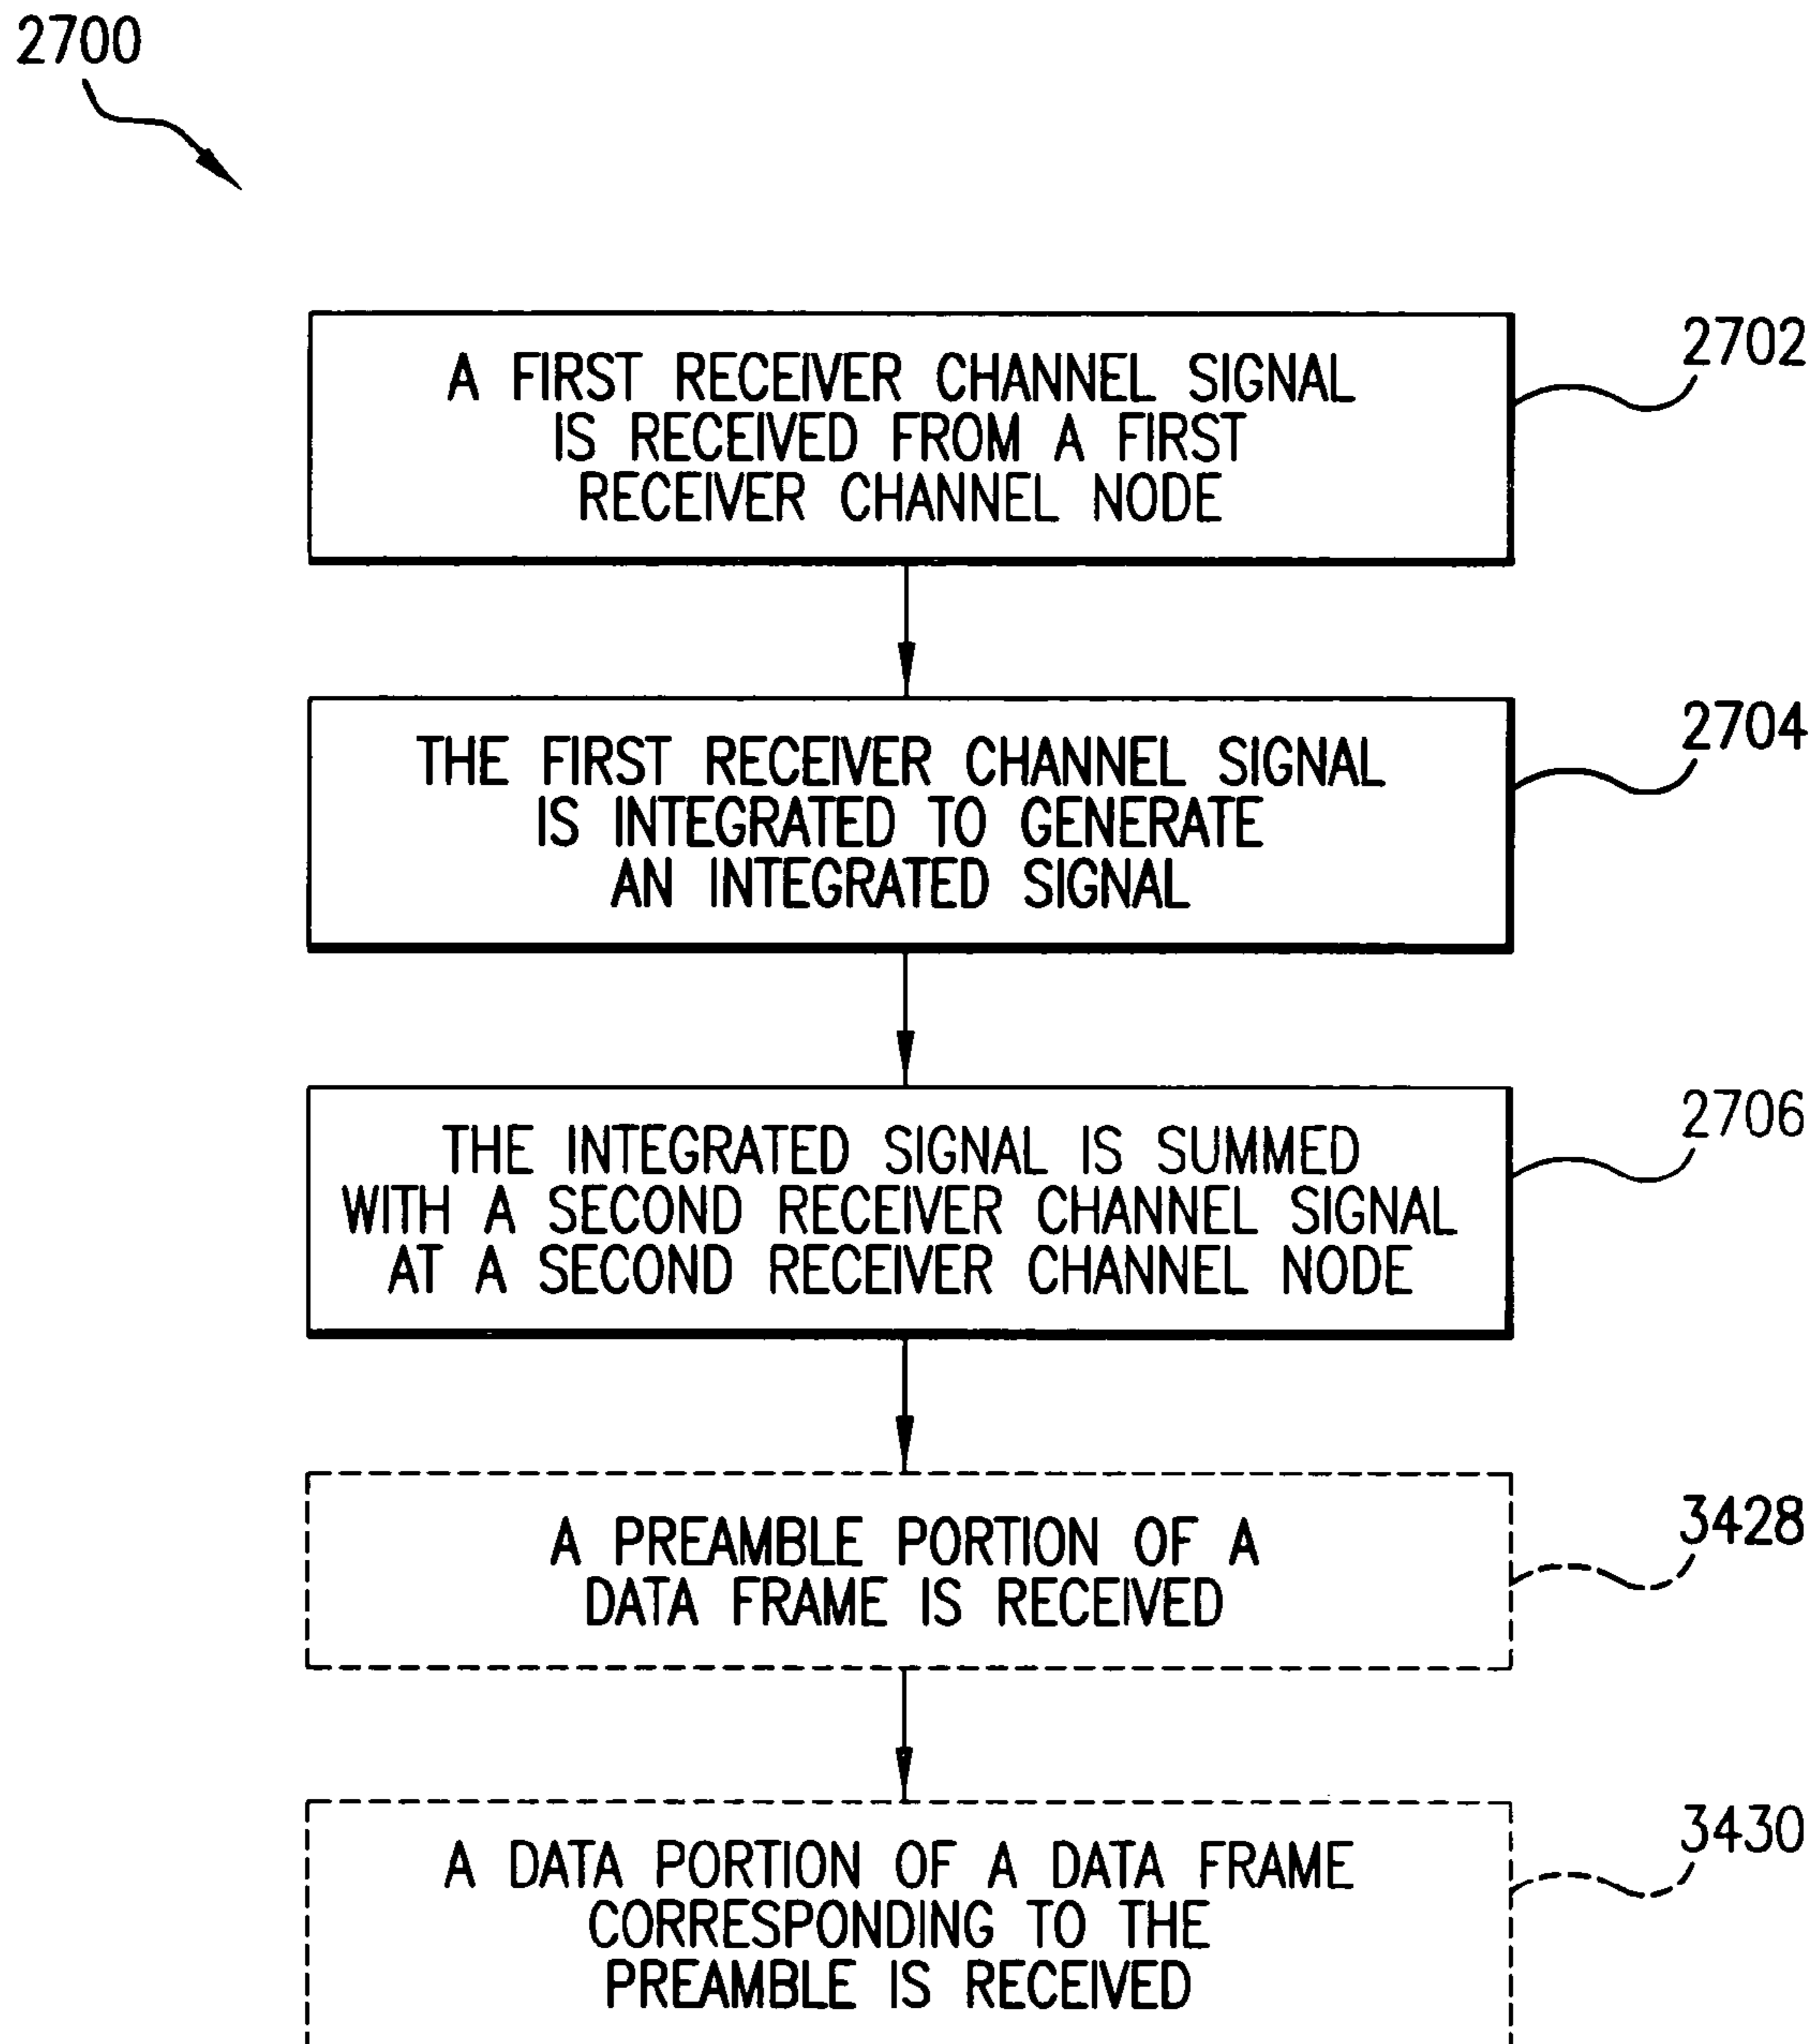 2700
A FIRST RECEIVER CHANNEL SIGNAL
IS RECEIVED FROM A FIRST
RECEIVER CHANNEL NODE
2702
THE FIRST RECEIVER CHANNEL SIGNAL
IS INTEGRATED TO GENERATE
AN INTEGRATED SIGNAL
2704
THE INTEGRATED SIGNAL IS SUMMED
WITH A SECOND RECEIVER CHANNEL SIGNAL
AT A SECOND RECEIVER CHANNEL NODE
2706
A PREAMBLE PORTION OF A
DATA FRAME IS RECEIVED
3428
A DATA PORTION OF A DATA FRAME
CORRESPONDING TO THE
PREAMBLE IS RECEIVED
3430